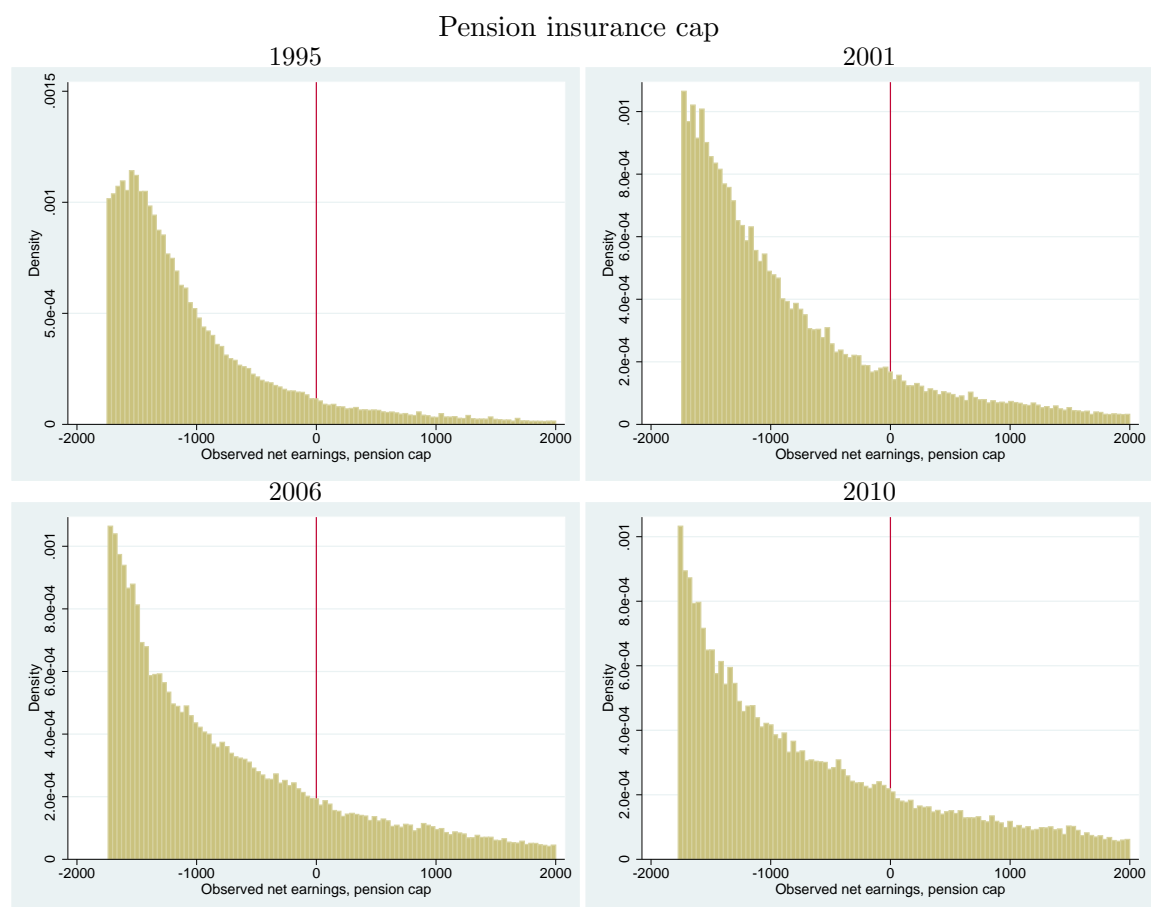 Pension insurance cap
1995
2001
.0015
.001
5.0e-04
0
Density
-2000 -1000 0 1000 2000
Observed net earnings, pension cap
.001
8.0e-04
6.0e-04
4.0e-04
2.0e-04
0
Density
-2000 -1000 0 1000 2000
Observed net earnings, pension cap
2006
2010
.001
8.0e-04
6.0e-04
4.0e-04
2.0e-04
0
Density
-2000 -1000 0 1000 2000
Observed net earnings, pension cap
.001
8.0e-04
6.0e-04
4.0e-04
2.0e-04
0
Density
-2000 -1000 0 1000 2000
Observed net earnings, pension cap